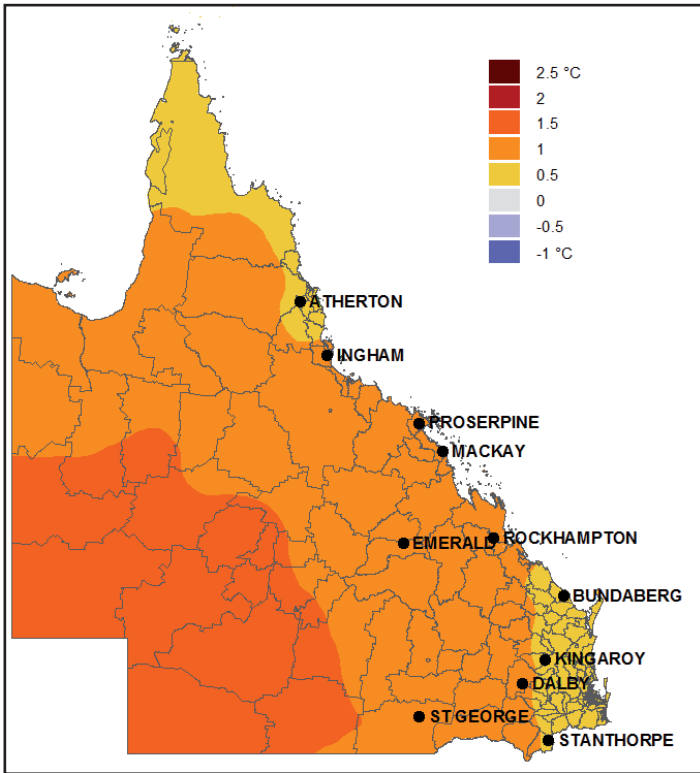 2.5 °C
2
1.5
1
0.5
0
-0.5
-1 °C
ATHERTON
INGHAM
PROSERPINE
MACKAY
ROCKHAMPTON
EMERALD
BUNDABERG
KINGAROY
DALBY
ST GEORGE
STANTHORPE